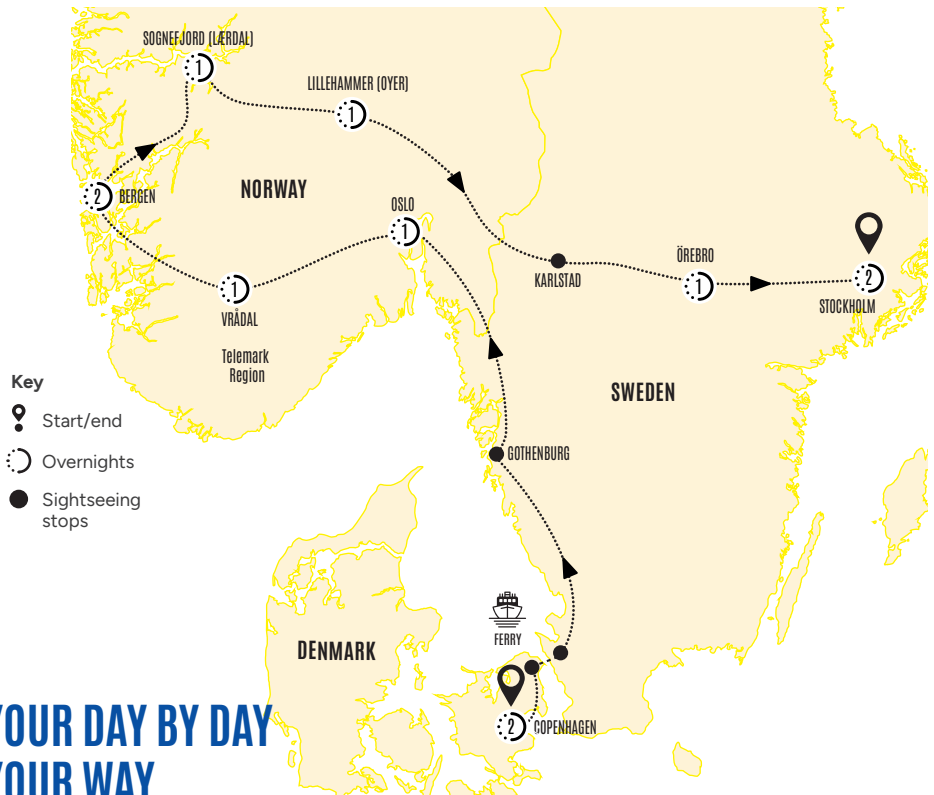 SOGNEFJORD (LÆRDAL)
1
LILLEHAMMER (OYER)
1
NORWAY
2
BERGEN
OSLO
1
1
VRÅDAL
Telemark
Region
KARLSTAD
ÖREBRO
1
2
STOCKHOLM
SWEDEN
Key
Start/end
Overnights
Sightseeing
stops
GOTHENBURG
FERRY
DENMARK
2
COPENHAGEN
YOUR DAY BY DAY
YOUR WAY